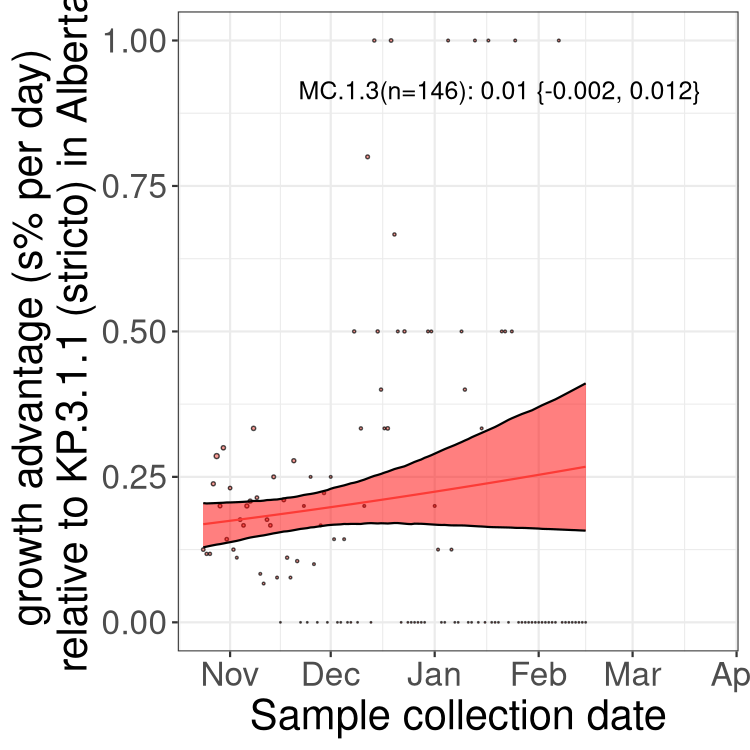 growth advantage (s% per day)
relative to KP.3.1.1 (stricto) in Alberta
1.00
MC.1.3(n=146): 0.01 {-0.002, 0.012}
0.75
0.50
0.25
0.00
Nov Dec Jan Feb Mar Ap
Sample collection date